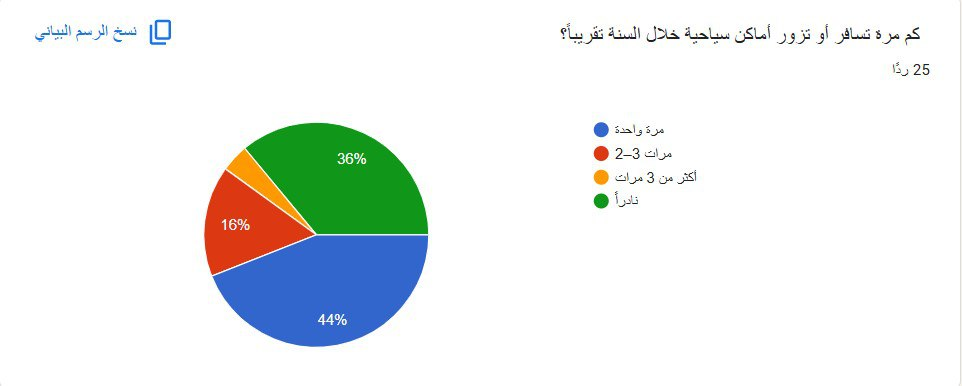 كم مرة تسافر أو تزور أماكن سياحية خلال السنة تقريباً؟
نسخ الرسم البياني
25 ردًا
مرة واحدة
2–3 مرات
أكثر من 3 مرات
نادراً
36%
16%
44%